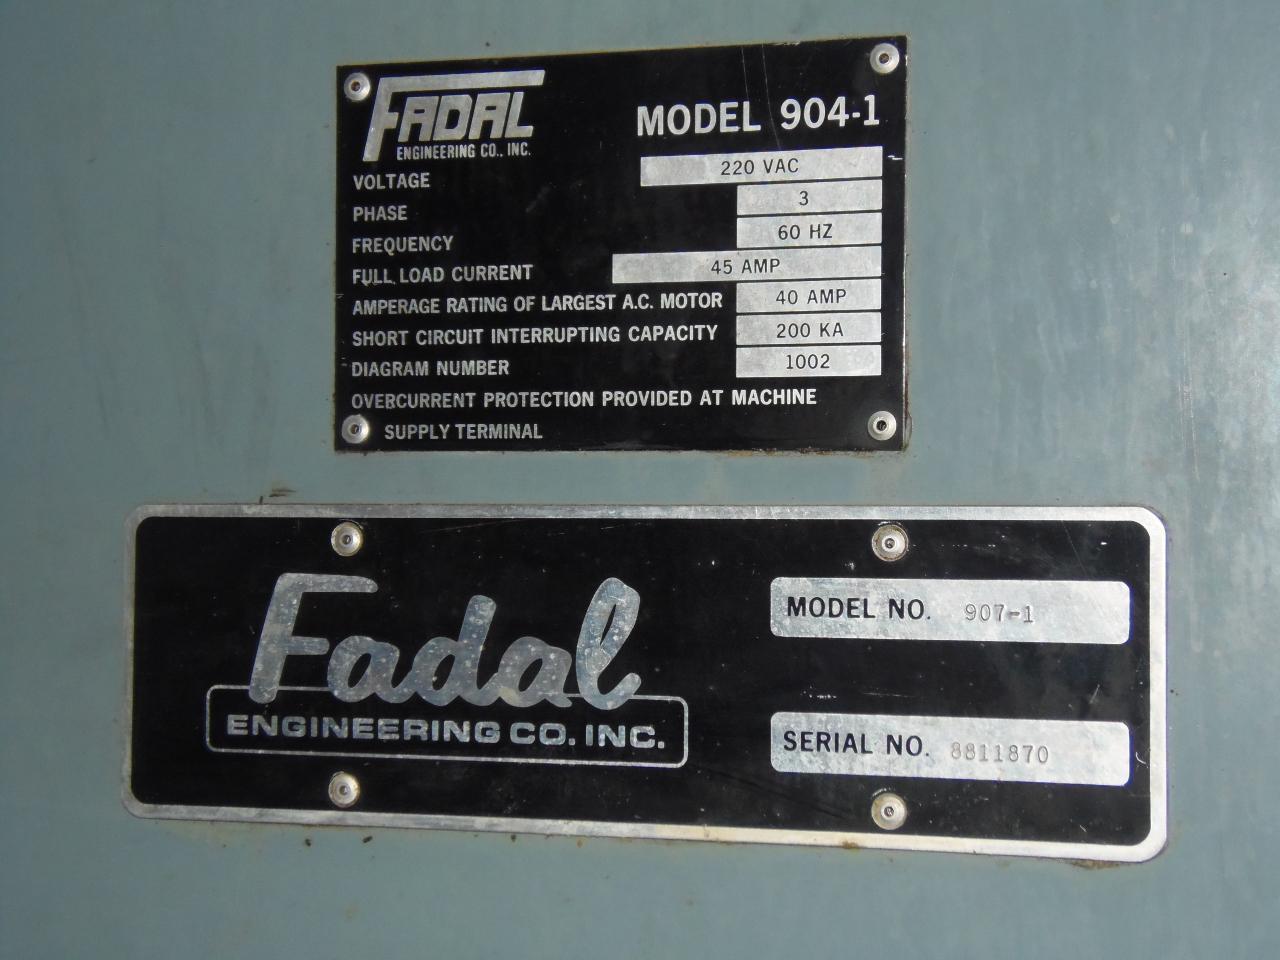 FADAL
ENGINEERING CO., INC.
MODEL 904-1
VOLTAGE 220 VAC
PHASE 3
FREQUENCY 60 HZ
FULL LOAD CURRENT 45 AMP
AMPERAGE RATING OF LARGEST A.C. MOTOR 40 AMP
SHORT CIRCUIT INTERRUPTING CAPACITY 200 KA
DIAGRAM NUMBER 1002
OVERCURRENT PROTECTION PROVIDED AT MACHINE
SUPPLY TERMINAL
Fadal
ENGINEERING CO. INC.
MODEL NO. 907-1
SERIAL NO. 8811870